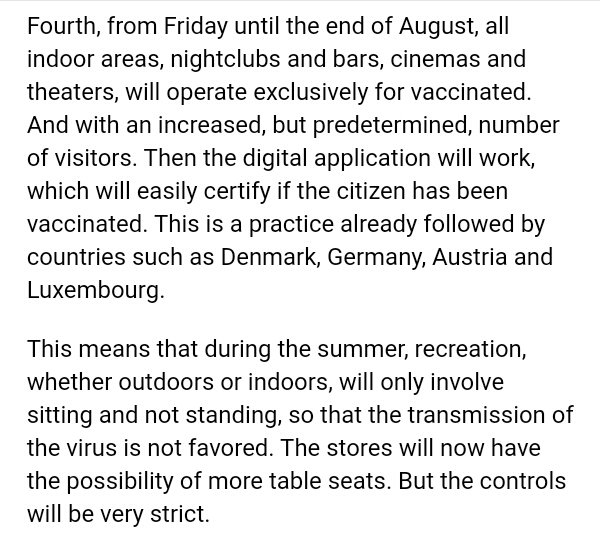 Fourth, from Friday until the end of August, all
indoor areas, nightclubs and bars, cinemas and
theaters, will operate exclusively for vaccinated.
And with an increased, but predetermined, number
of visitors. Then the digital application will work,
which will easily certify if the citizen has been
vaccinated. This is a practice already followed by
countries such as Denmark, Germany, Austria and
Luxembourg.
This means that during the summer, recreation,
whether outdoors or indoors, will only involve
sitting and not standing, so that the transmission of
the virus is not favored. The stores will now have
the possibility of more table seats. But the controls
will be very strict.